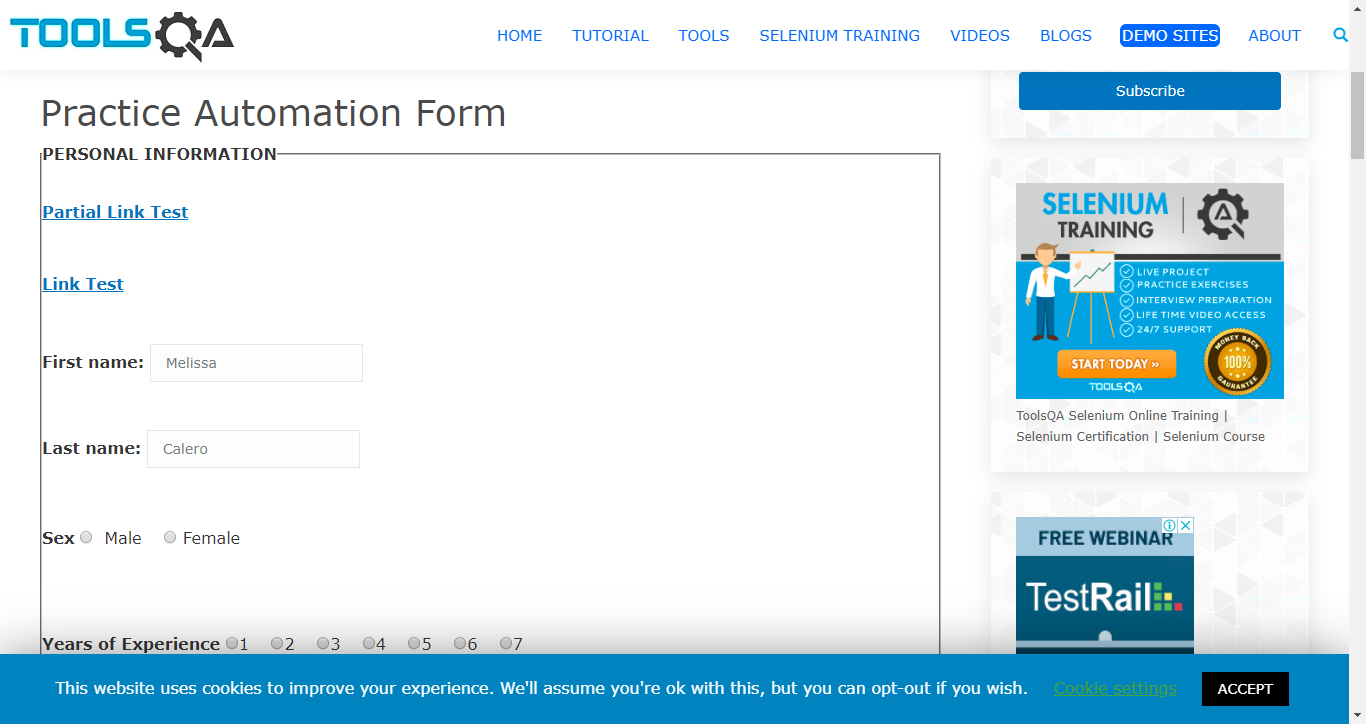 TOOLSQA
HOME TUTORIAL TOOLS SELENIUM TRAINING VIDEOS BLOGS DEMO SITES ABOUT
Subscribe
Practice Automation Form
PERSONAL INFORMATION
Partial Link Test
Link Test
First name: Melissa
Last name: Calero
Sex Male Female
Years of Experience 1 2 3 4 5 6 7
SELENIUM
TRAINING
LIVE PROJECT
PRACTICE EXERCISES
INTERVIEW PREPARATION
LIFE TIME VIDEO ACCESS
24/7 SUPPORT
START TODAY »
TOOLSQA
MONEY BACK
100%
GAURANTEE
ToolsQA Selenium Online Training |
Selenium Certification | Selenium Course
FREE WEBINAR
TestRail
This website uses cookies to improve your experience. We'll assume you're ok with this, but you can opt-out if you wish. Cookie settings ACCEPT